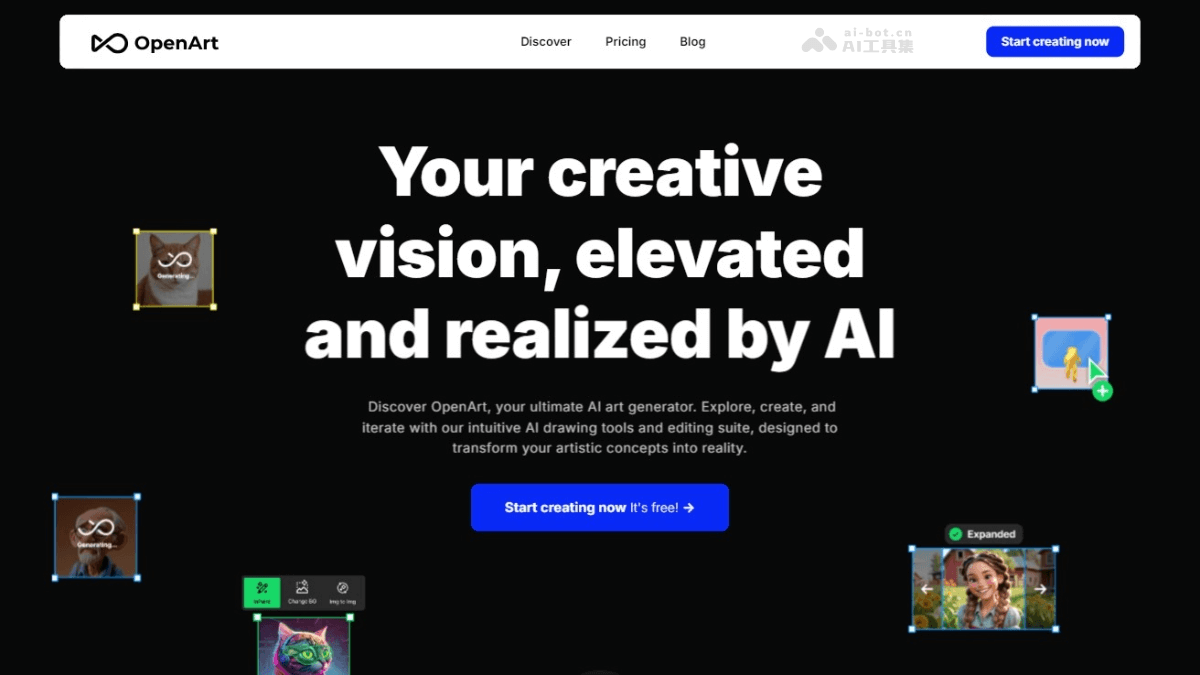 OpenArt
Discover
Pricing
Blog
ai-bot.cn
AI工具集
Start creating now
Your creative
vision, elevated
and realized by AI
Generating...
Discover OpenArt, your ultimate AI art generator. Explore, create, and
iterate with our intuitive AI drawing tools and editing suite, designed to
transform your artistic concepts into reality.
Start creating now It's free! →
Generating...
Expanded
Inherit
Change BG
Img to Img